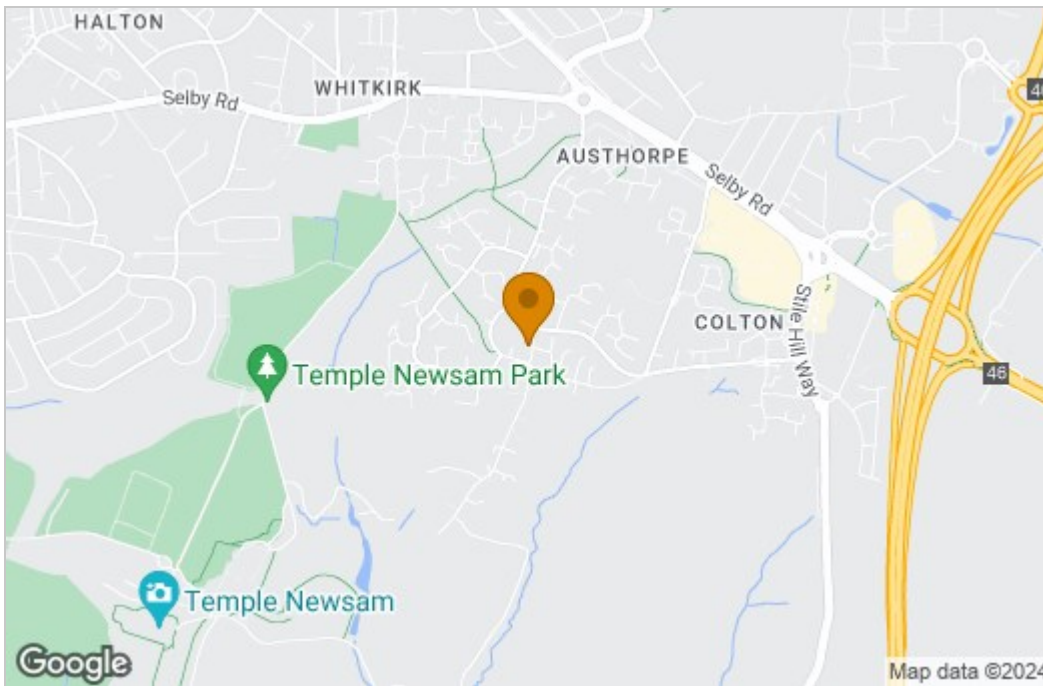 HALTON
WHITKIRK
Selby Rd
AUSTHORPE
Selby Rd
COLTON
Stile Hill Way
46
Temple Newsam Park
Temple Newsam
Google
Map data ©2024